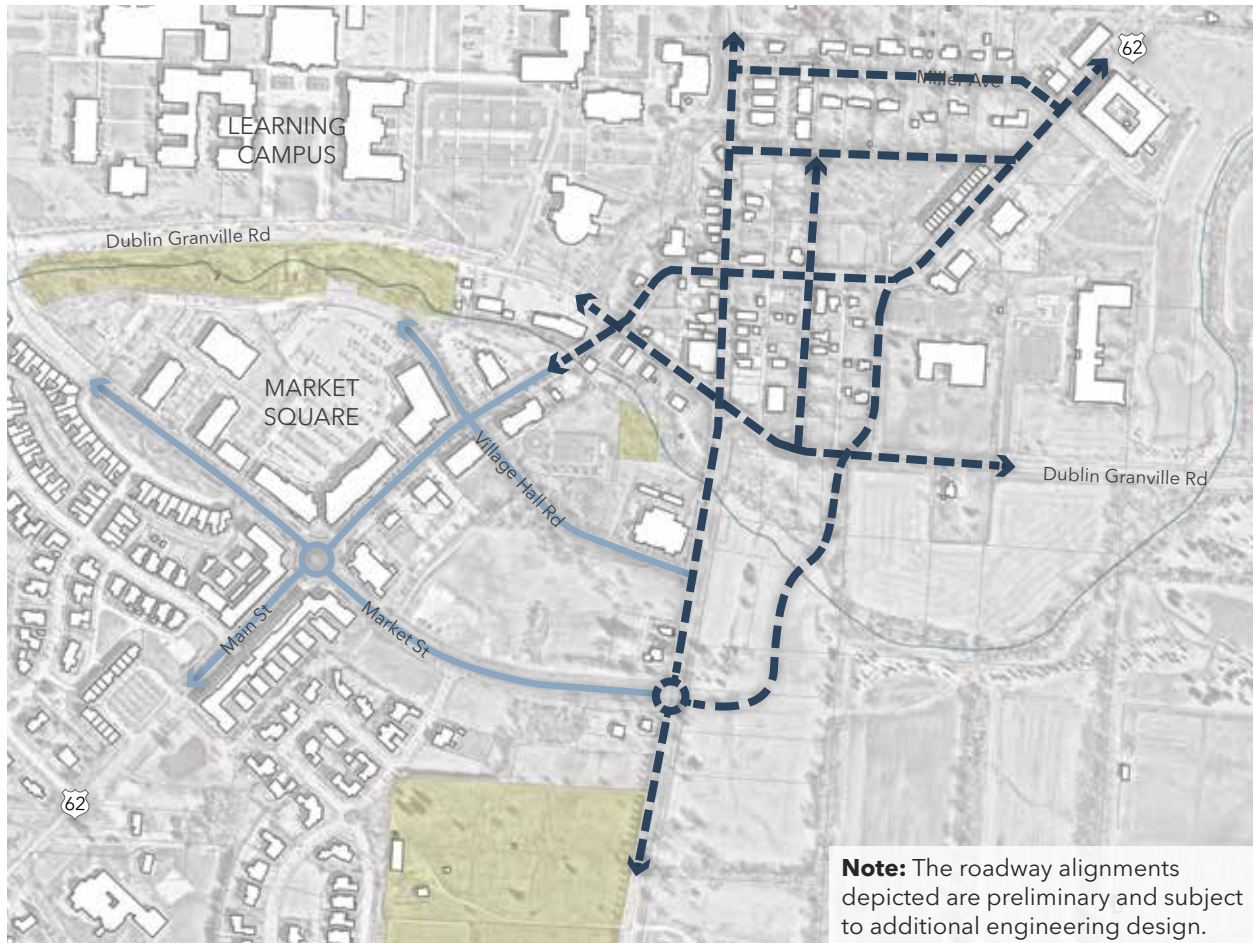 62
Miller Ave
LEARNING
CAMPUS
Dublin Granville Rd
MARKET
SQUARE
Village Hall Rd
Dublin Granville Rd
Main St
Market St
62
Note: The roadway alignments
depicted are preliminary and subject
to additional engineering design.